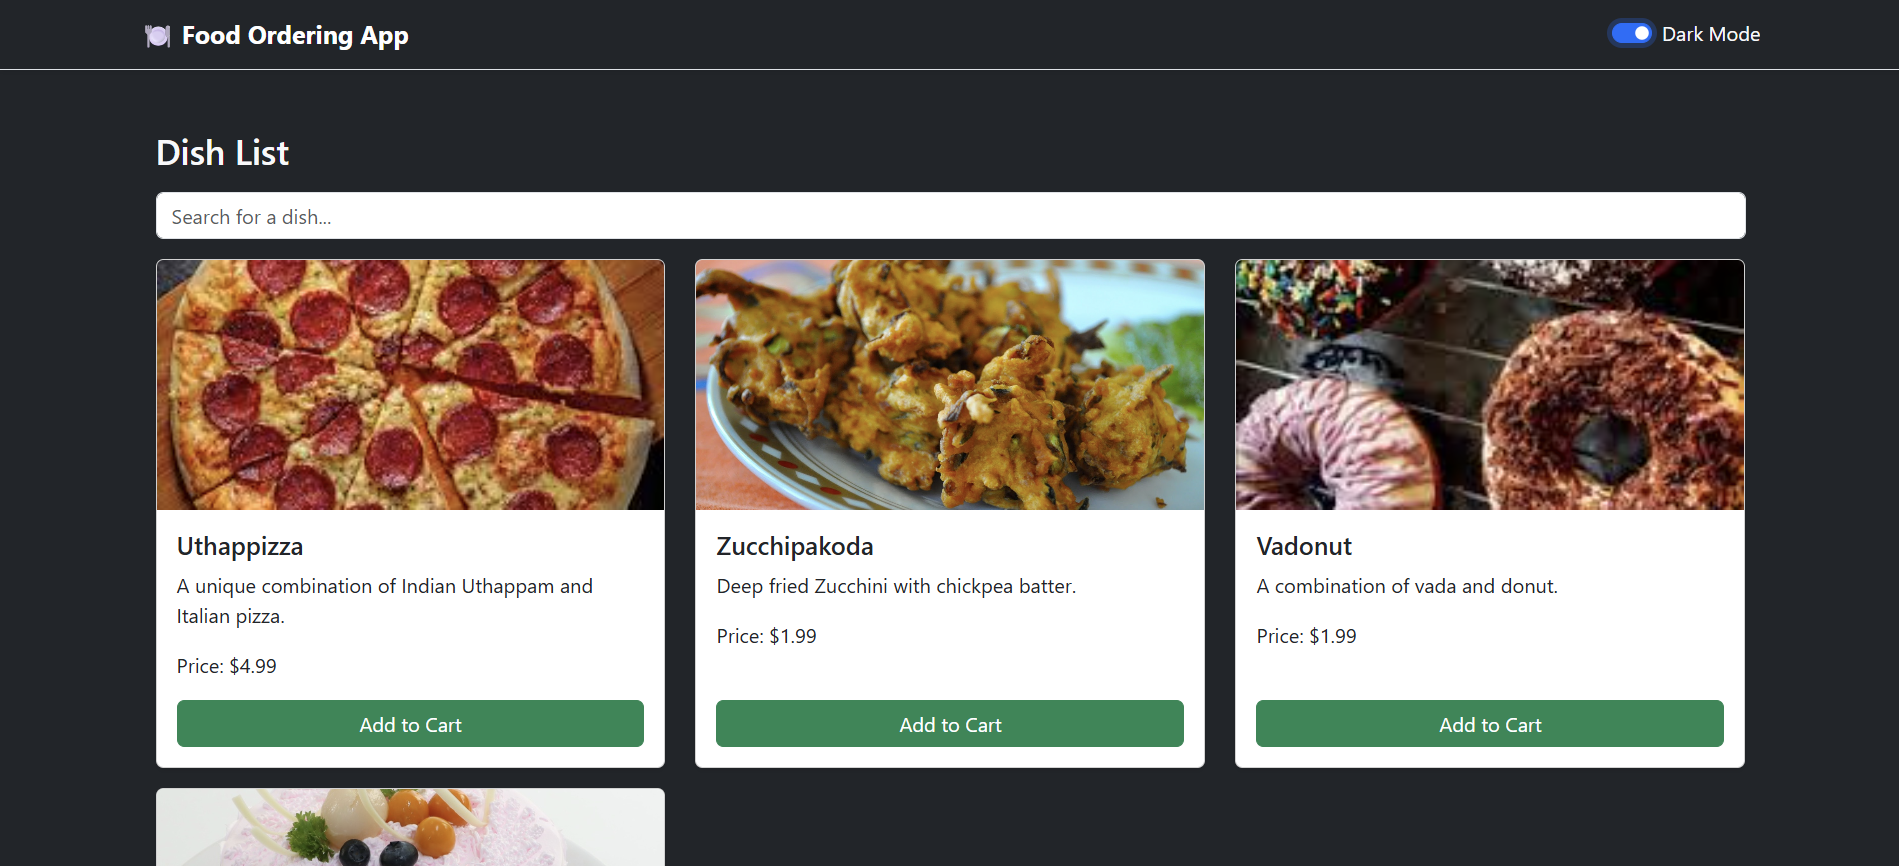 Food Ordering App
Dark Mode
Dish List
Search for a dish...
Uthappizza
A unique combination of Indian Uthappam and
Italian pizza.
Price: $4.99
Add to Cart
Zucchipakoda
Deep fried Zucchini with chickpea batter.
Price: $1.99
Add to Cart
Vadonut
A combination of vada and donut.
Price: $1.99
Add to Cart